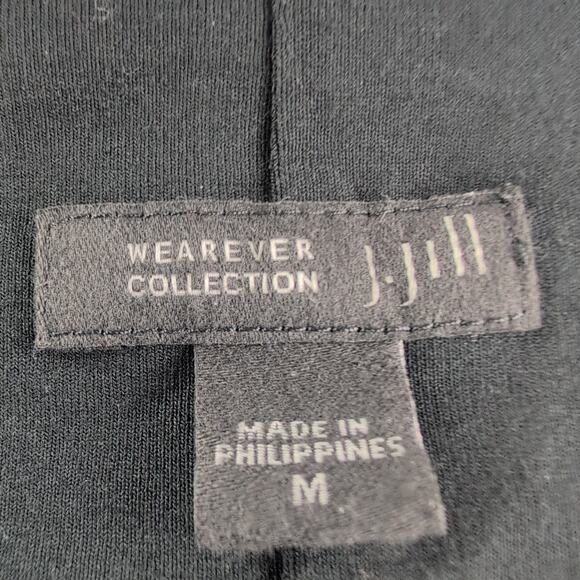 WEAREVER
COLLECTION
J.Jill
MADE IN
PHILIPPINES
M